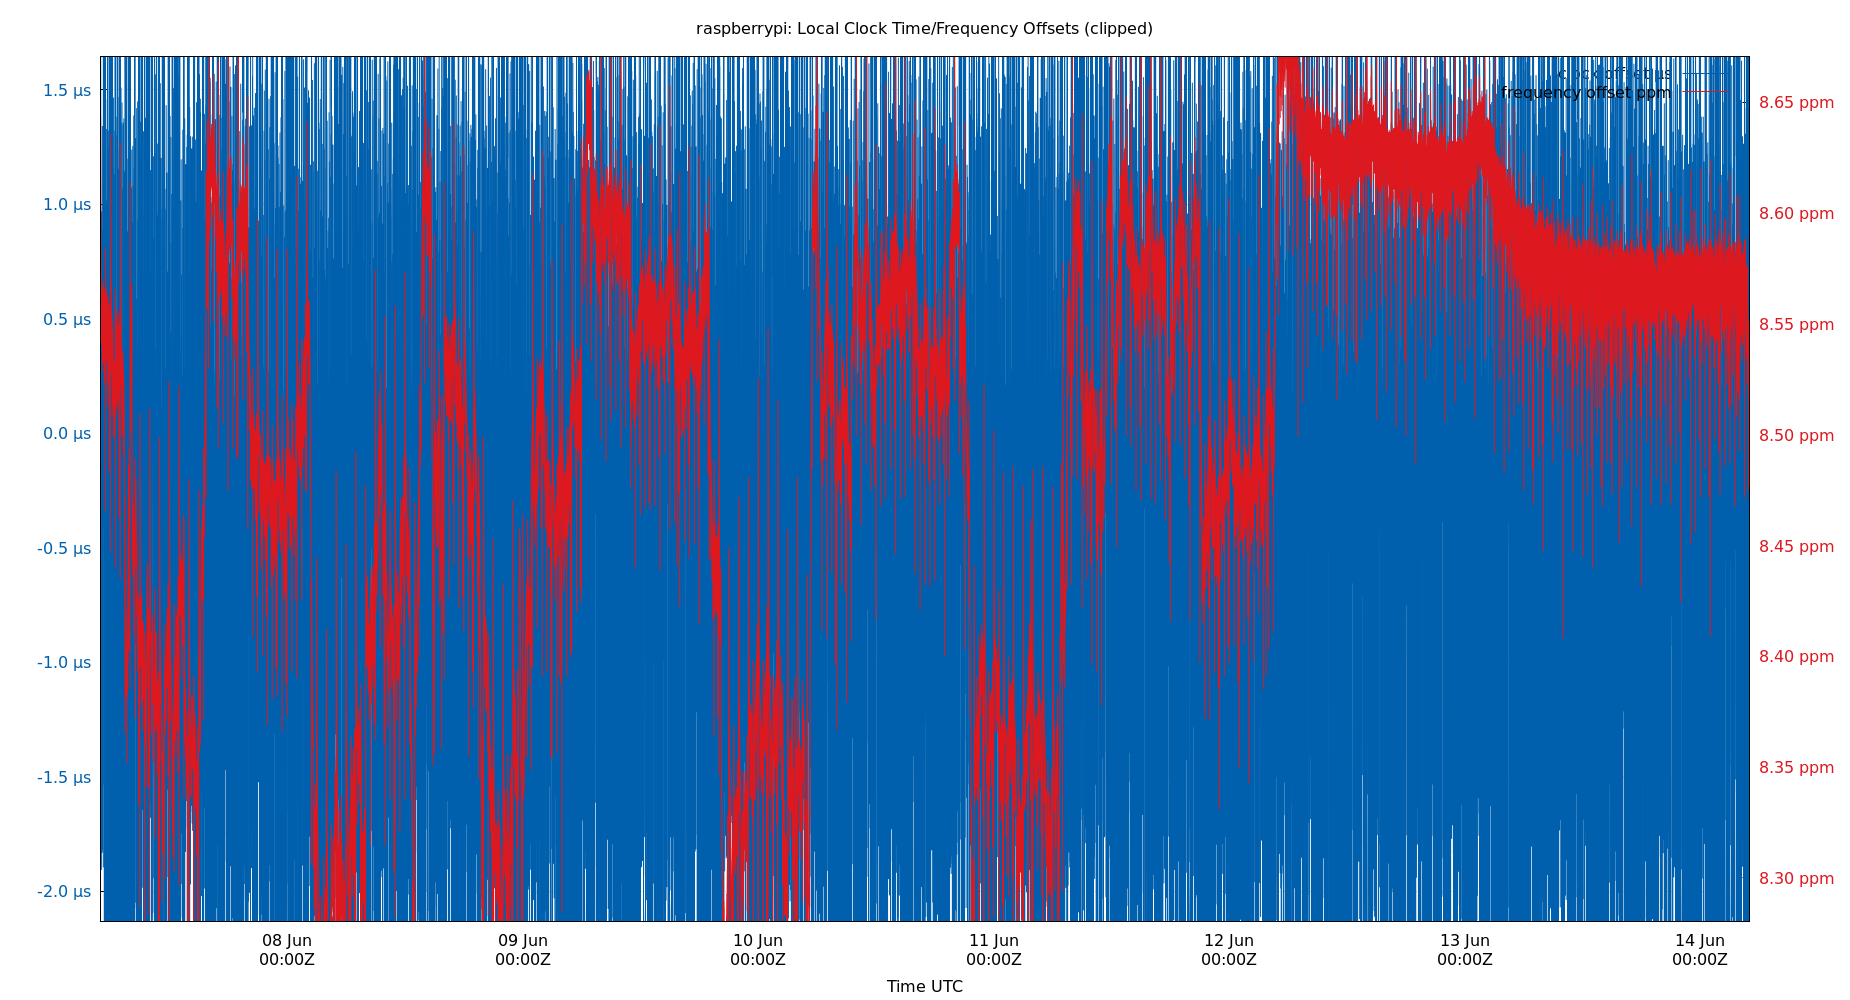 raspberrypi: Local Clock Time/Frequency Offsets (clipped)
clock offset µs
frequency offset ppm
1.5 µs
1.0 µs
0.5 µs
0.0 µs
-0.5 µs
-1.0 µs
-1.5 µs
-2.0 µs
8.65 ppm
8.60 ppm
8.55 ppm
8.50 ppm
8.45 ppm
8.40 ppm
8.35 ppm
8.30 ppm
08 Jun 09 Jun 10 Jun 11 Jun 12 Jun 13 Jun 14 Jun
00:00Z 00:00Z 00:00Z 00:00Z 00:00Z 00:00Z 00:00Z
Time UTC